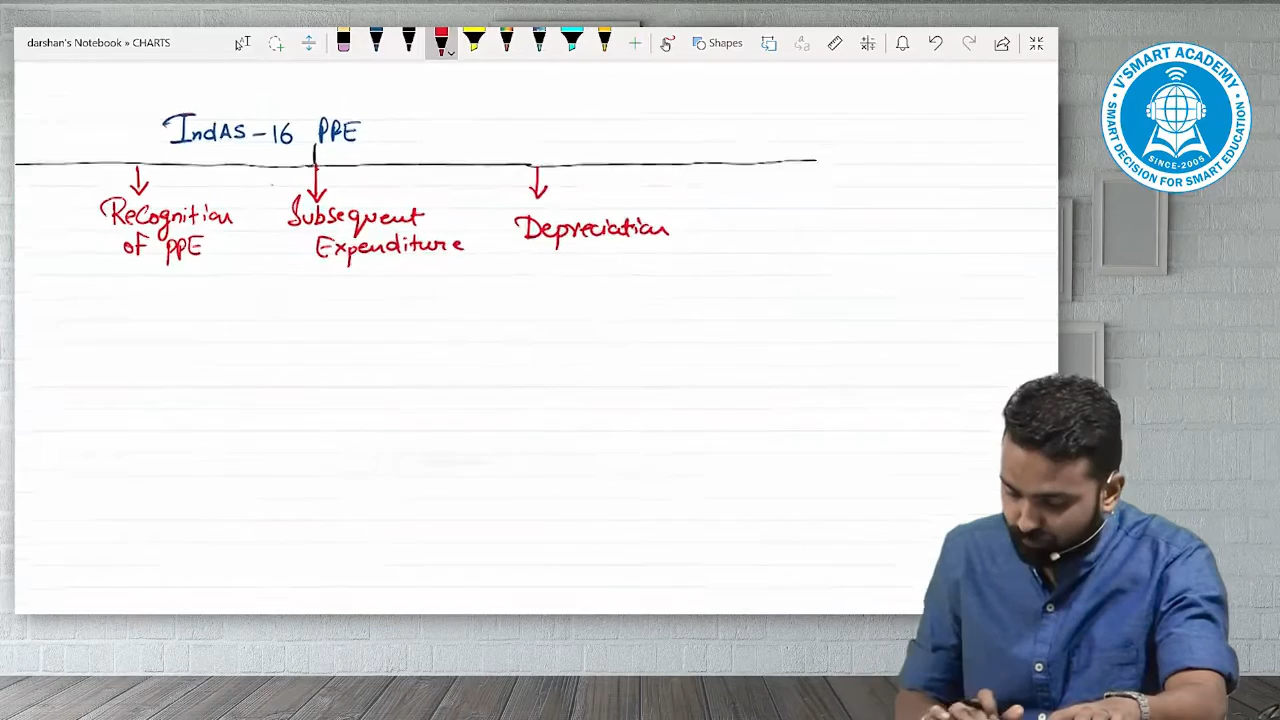 darshan's Notebook » CHARTS
Shapes
IndAS-16 PPE
Recognition
of PPE
Subsequent
Expenditure
Depreciation
V'SMART ACADEMY
SINCE-2005
SMART DECISION FOR SMART EDUCATION